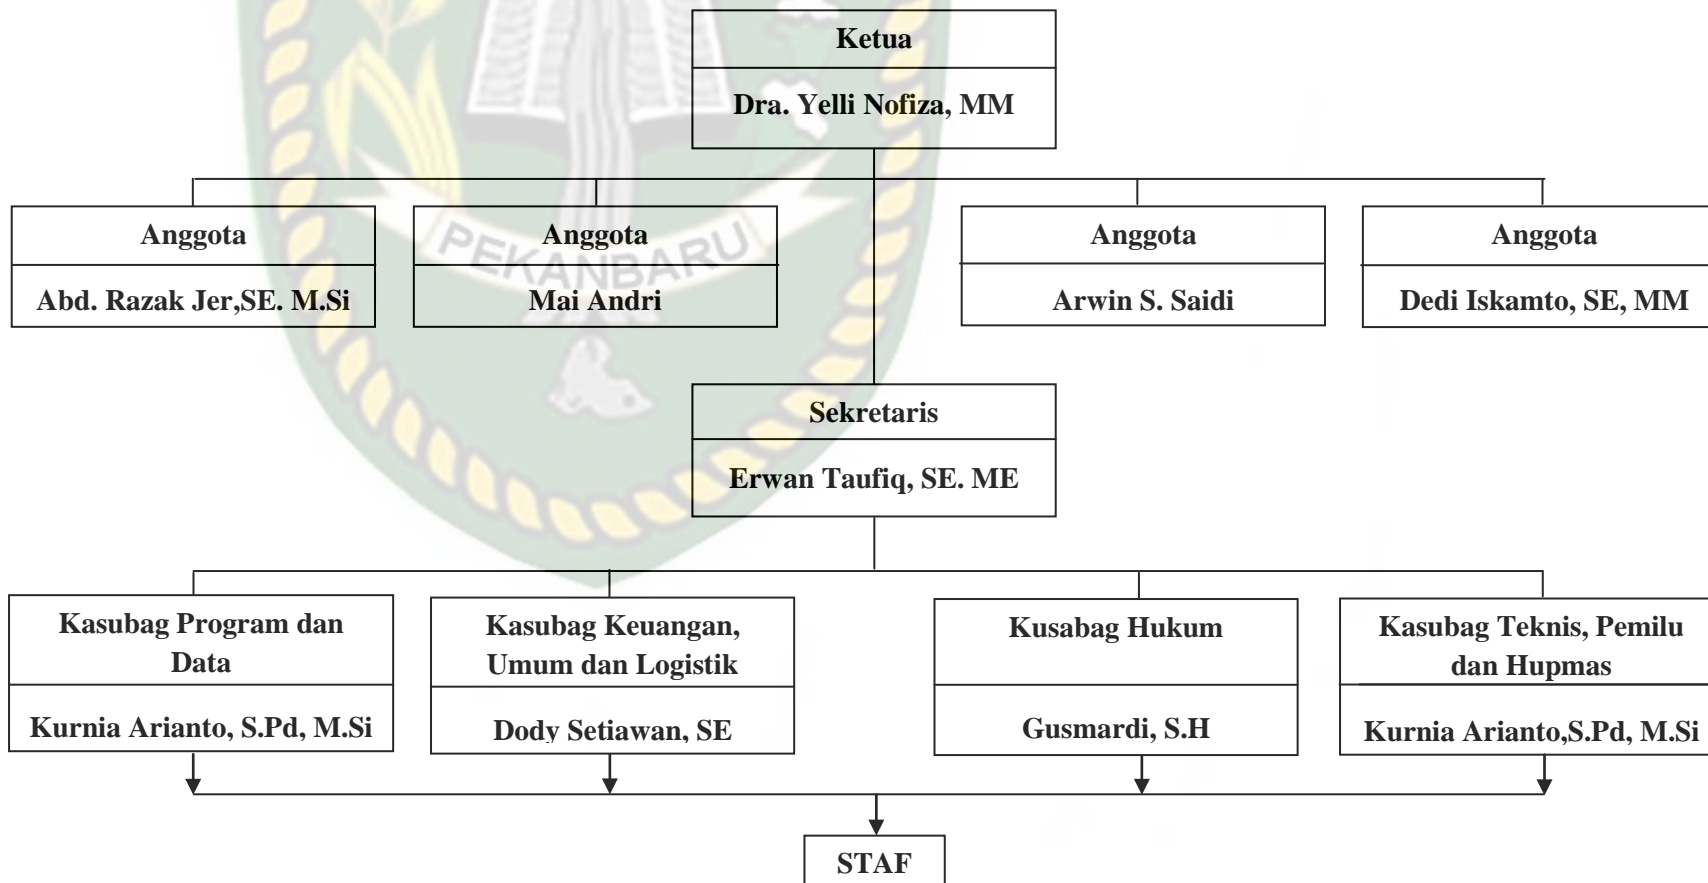 Ketua
Dra. Yelli Nofiza, MM
Anggota
Abd. Razak Jer,SE. M.Si
Anggota
Mai Andri
Anggota
Arwin S. Saidi
Anggota
Dedi Iskamto, SE, MM
PEKANBARU
Sekretaris
Erwan Taufiq, SE. ME
Kasubag Program dan
Data
Kurnia Arianto, S.Pd, M.Si
Kasubag Keuangan,
Umum dan Logistik
Dody Setiawan, SE
Kusabag Hukum
Gusmardi, S.H
Kasubag Teknis, Pemilu
dan Hupmas
Kurnia Arianto,S.Pd, M.Si
STAF